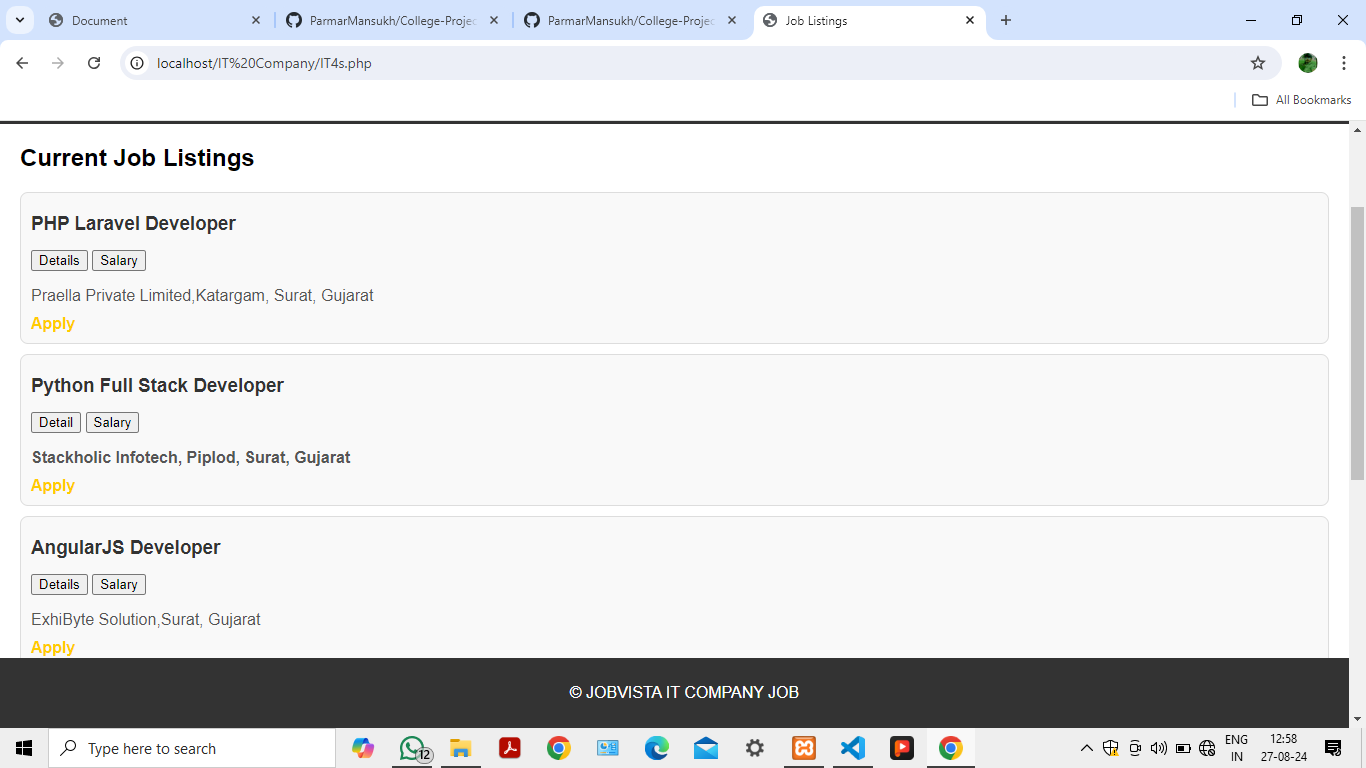 Document
ParmarMansukh/College-Projec
ParmarMansukh/College-Projec
Job Listings
localhost/IT%20Company/IT4s.php
All Bookmarks
Current Job Listings
PHP Laravel Developer
Details Salary
Praella Private Limited,Katargam, Surat, Gujarat
Apply
Python Full Stack Developer
Detail Salary
Stackholic Infotech, Piplod, Surat, Gujarat
Apply
AngularJS Developer
Details Salary
ExhiByte Solution,Surat, Gujarat
Apply
© JOBVISTA IT COMPANY JOB
Type here to search
12
ENG
IN
12:58
27-08-24